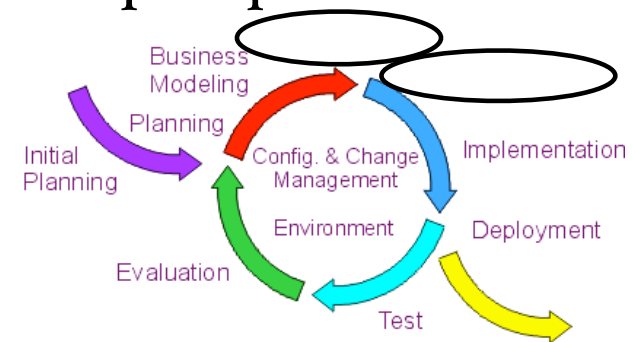 Business
Modeling
Planning
Initial
Planning
Config. & Change
Management
Implementation
Environment
Deployment
Evaluation
Test